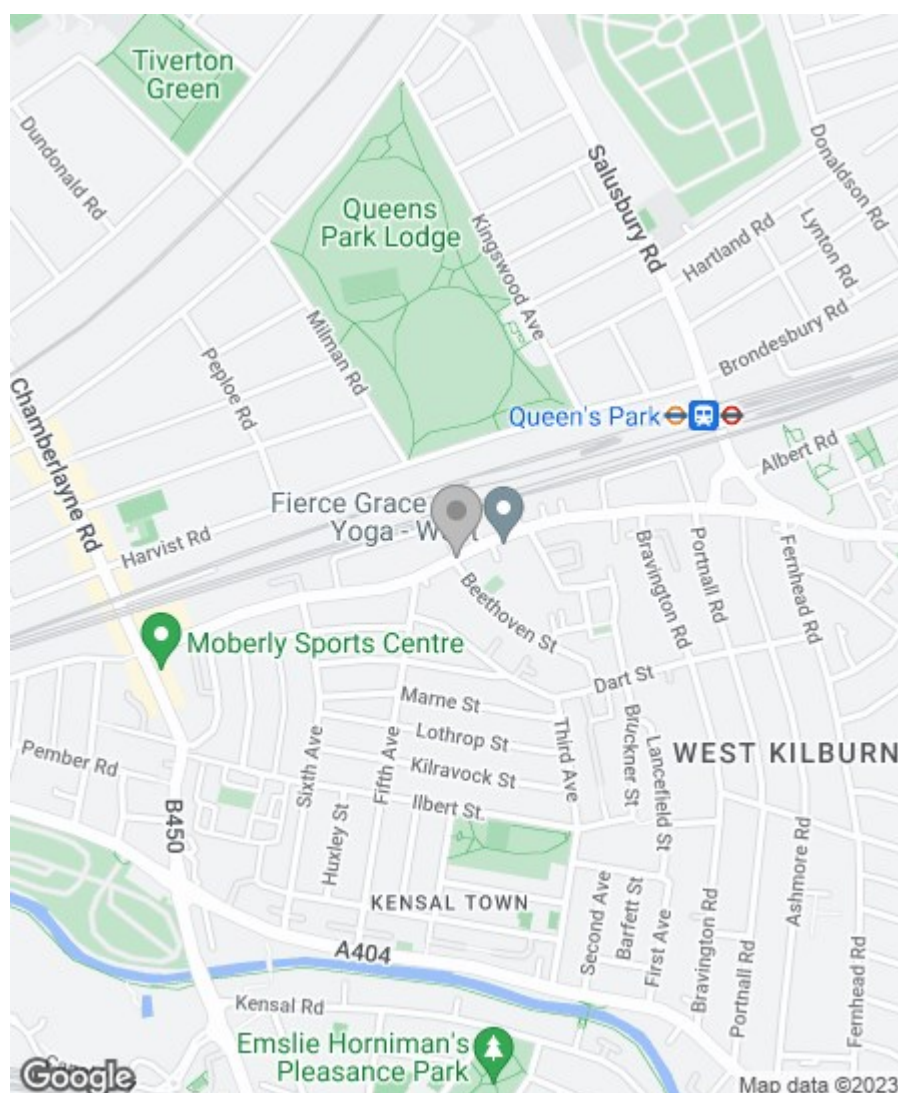 Tiverton
Green
Dundonald Rd
Queens
Park Lodge
Kingswood Ave
Salusbury Rd
Donaldson Rd
Lynton Rd
Hartland Rd
Brondesbury Rd
Milman Rd
Peploe Rd
Chamberlayne Rd
Queen's Park
Albert Rd
Fierce Grace
Yoga -
Harvist Rd
Beethoven St
Bravington Rd
Portnall Rd
Fernhead Rd
Moberly Sports Centre
Dart St
Marne St
Lothrop St
Kilravock St
Ilbert St.
Third Ave
Bruckner St
Lancefield St
WEST KILBURN
Pember Rd
Sixth Ave
Fifth Ave
Huxley St
B450
KENSAL TOWN
A404
Second Ave
Barfett St
First Ave
Bravington Rd
Portnall Rd
Ashmore Rd
Fernhead Rd
Kensal Rd
Emslie Horniman's
Pleasance Park
Google
Map data ©2023